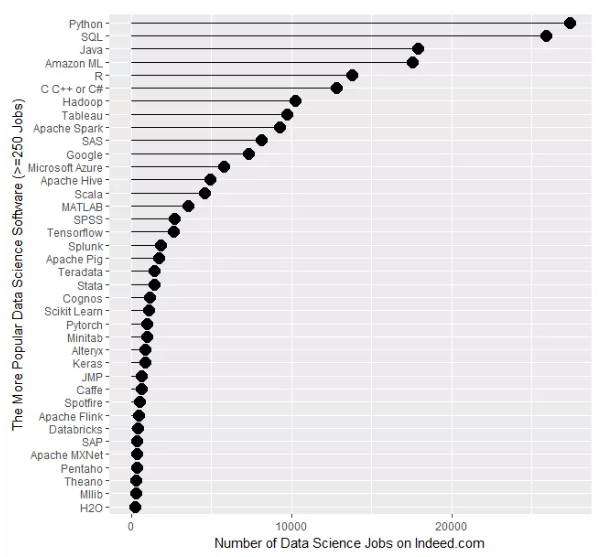 The More Popular Data Science Software (>=250 Jobs)
Python
SQL
Java
Amazon ML
R
C C++ or C#
Hadoop
Tableau
Apache Spark
SAS
Google
Microsoft Azure
Apache Hive
Scala
MATLAB
SPSS
Tensorflow
Splunk
Apache Pig
Teradata
Stata
Cognos
Scikit Learn
Pytorch
Minitab
Alteryx
Keras
JMP
Caffe
Spotfire
Apache Flink
Databricks
SAP
Apache MXNet
Pentaho
Theano
Mllib
H2O
0 10000 20000
Number of Data Science Jobs on Indeed.com